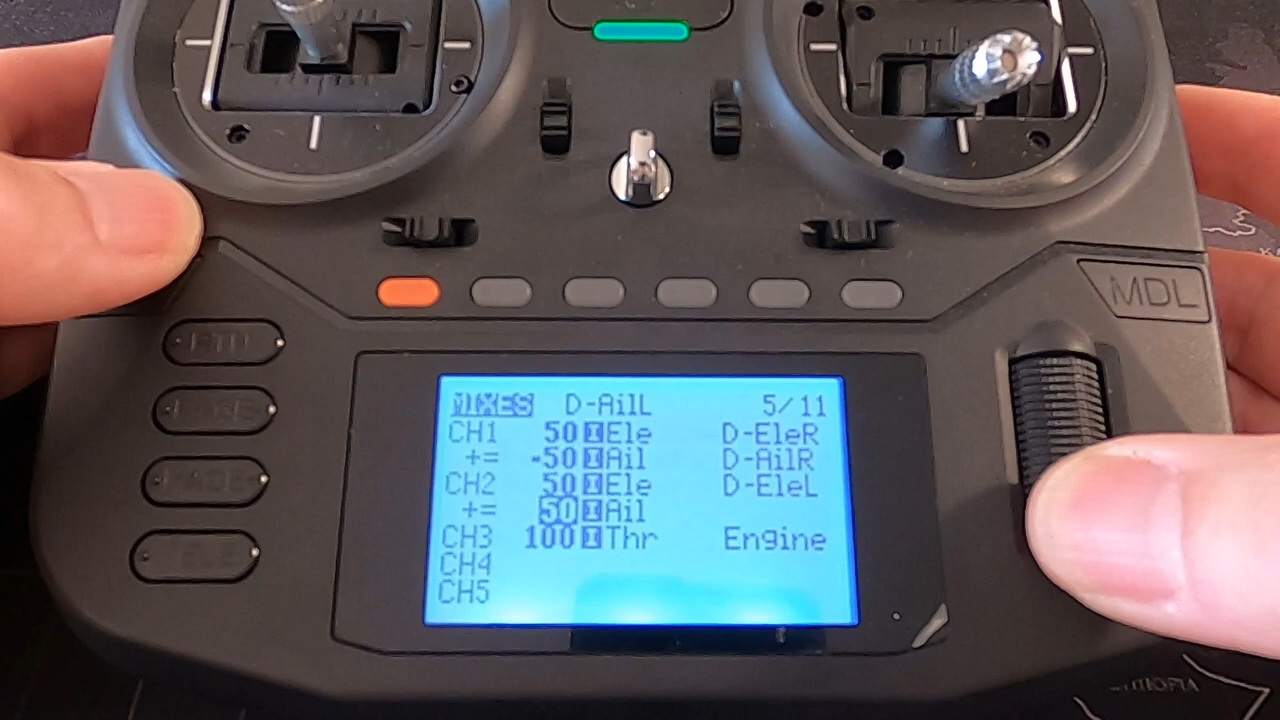 MDL
MIXES D-AilL 5/11
CH1 50 I Ele D-EleR
+= -50 I Ail D-AilR
CH2 50 I Ele D-EleL
+= 50 I Ail
CH3 100 I Thr Engine
CH4
CH5